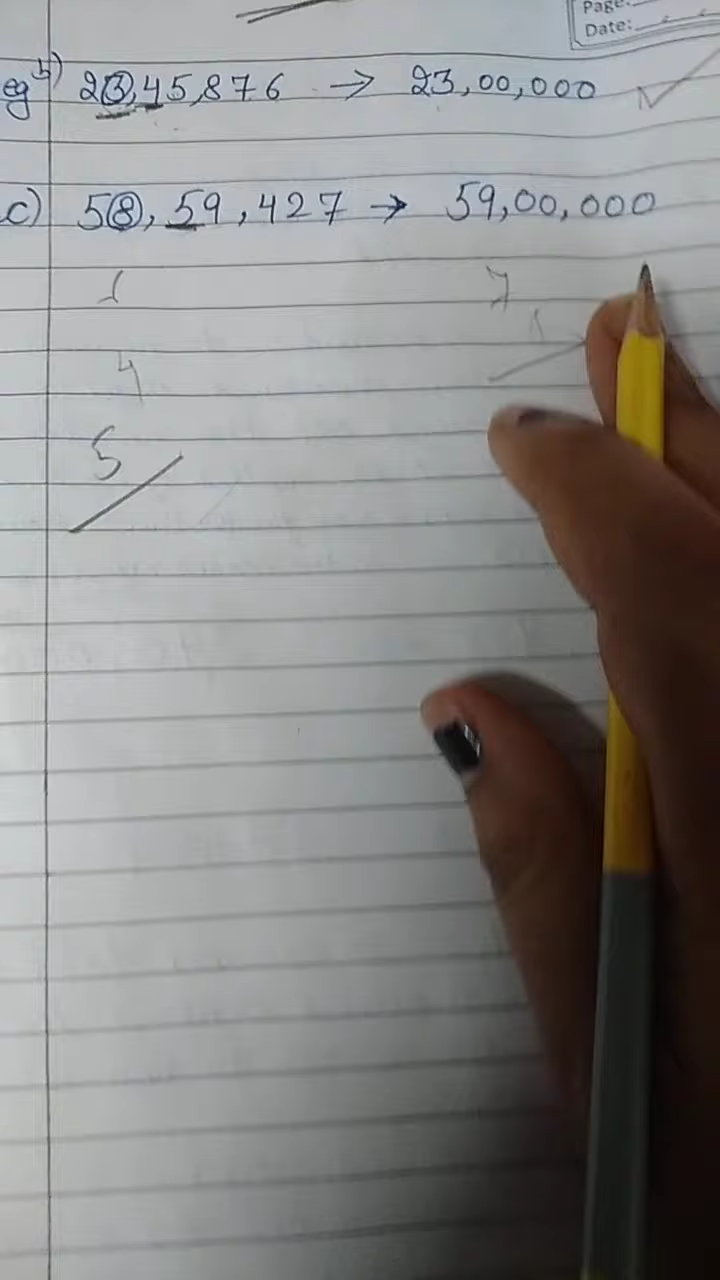 Page:
Date:
eg b) 23,45,876 → 23,00,000
c) 58,59,427 → 59,00,000
4
5